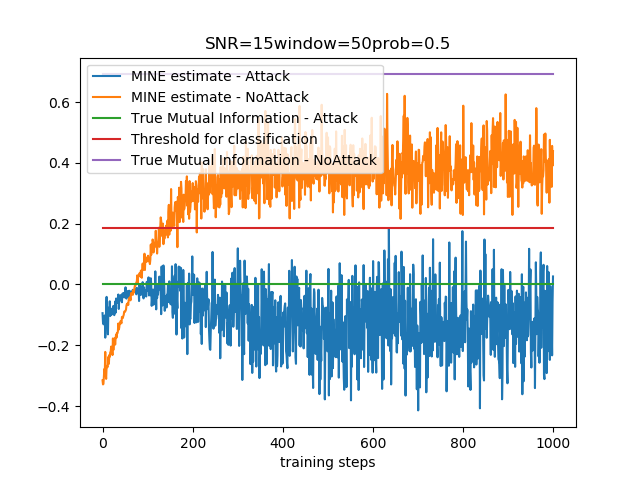 SNR=15window=50prob=0.5
MINE estimate - Attack
MINE estimate - NoAttack
True Mutual Information - Attack
Threshold for classification
True Mutual Information - NoAttack
0.6
0.4
0.2
0.0
−0.2
−0.4
0 200 400 600 800 1000
training steps